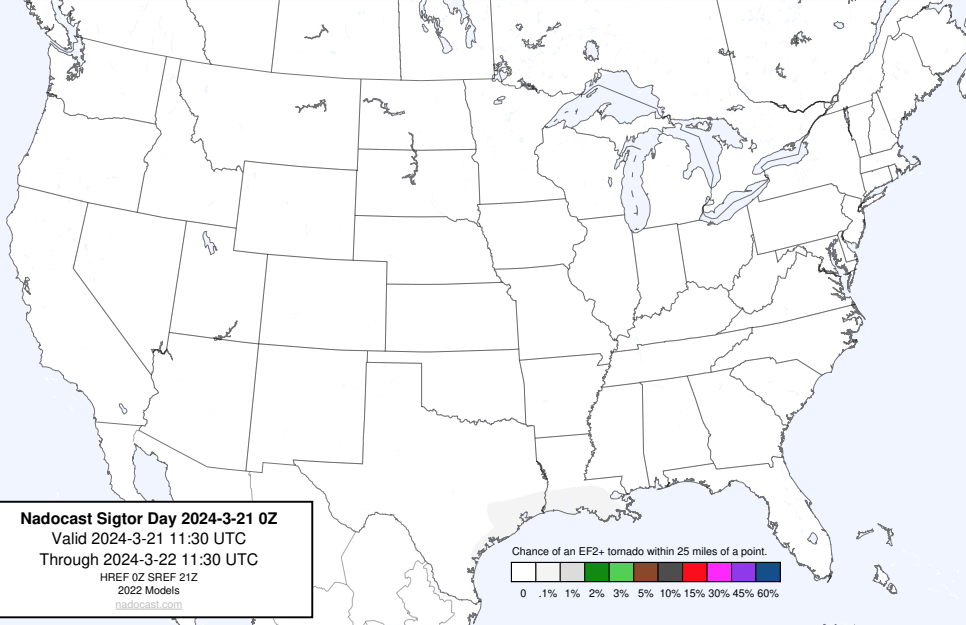 Nadocast Sigtor Day 2024-3-21 0Z
Valid 2024-3-21 11:30 UTC
Through 2024-3-22 11:30 UTC
HREF 0Z SREF 21Z
2022 Models
nadocast.com
Chance of an EF2+ tornado within 25 miles of a point.
0 .1% 1% 2% 3% 5% 10% 15% 30% 45% 60%